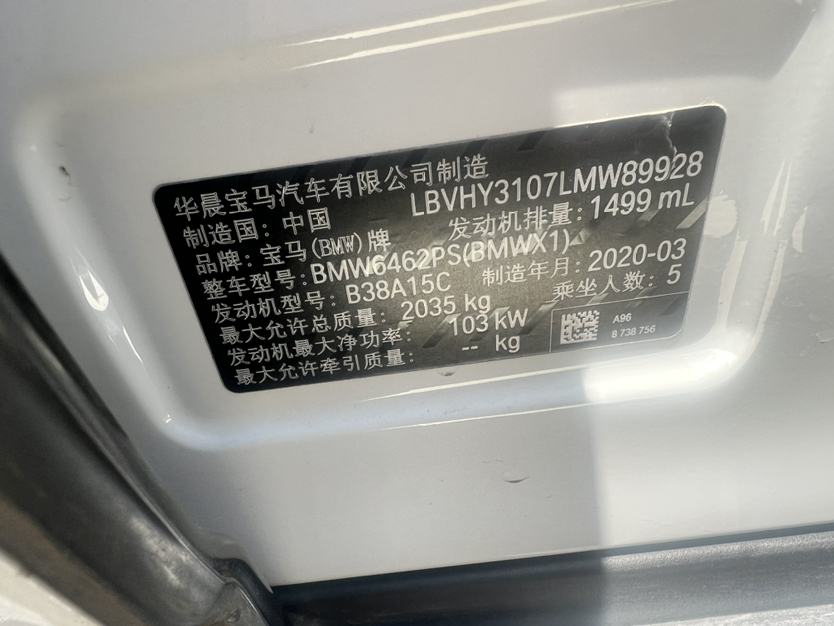 华晨宝马汽车有限公司制造
制造国: 中国 LBVHY3107LMW89928
品牌: 宝马(BMW)牌 发动机排量: 1499 mL
整车型号: BMW6462PS(BMWX1)
发动机型号: B38A15C 制造年月: 2020-03
最大允许总质量: 2035 kg 乘坐人数: 5
发动机最大净功率: 103 kW
最大允许牵引质量: -- kg
A96
8 738 756